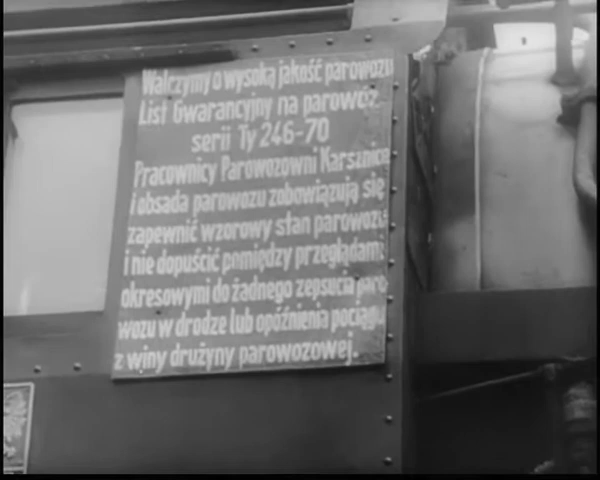 Walczymy o wysoką jakość parowozu
List Gwarancyjny na parowóz
serii Ty 246-70
Pracownicy Parowozowni Karsznice
i obsada parowozu zobowiązują się
zapewnić wzorowy stan parowozu
i nie dopuścić pomiędzy przeglądami
okresowymi do żadnego zepsucia paro
wozu w drodze lub opóźnienia pociągu
z winy drużyny parowozowej.